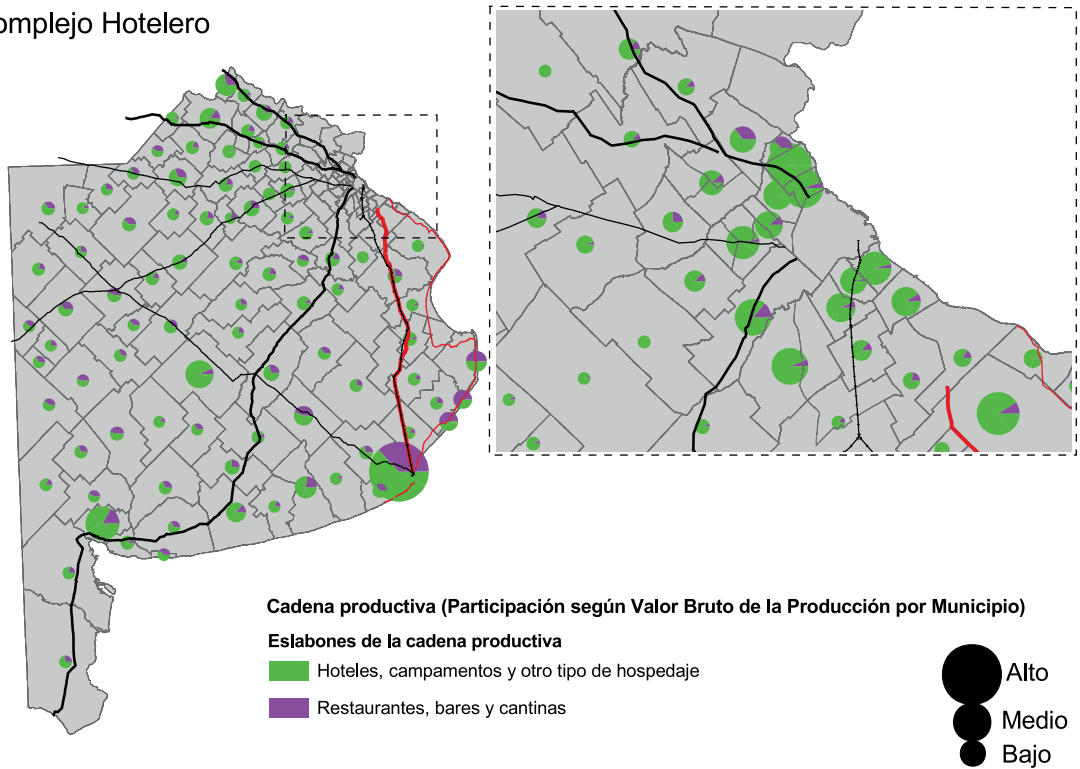 omplejo Hotelero
Cadena productiva (Participación según Valor Bruto de la Producción por Municipio)
Eslabones de la cadena productiva
Hoteles, campamentos y otro tipo de hospedaje
Restaurantes, bares y cantinas
Alto
Medio
Bajo